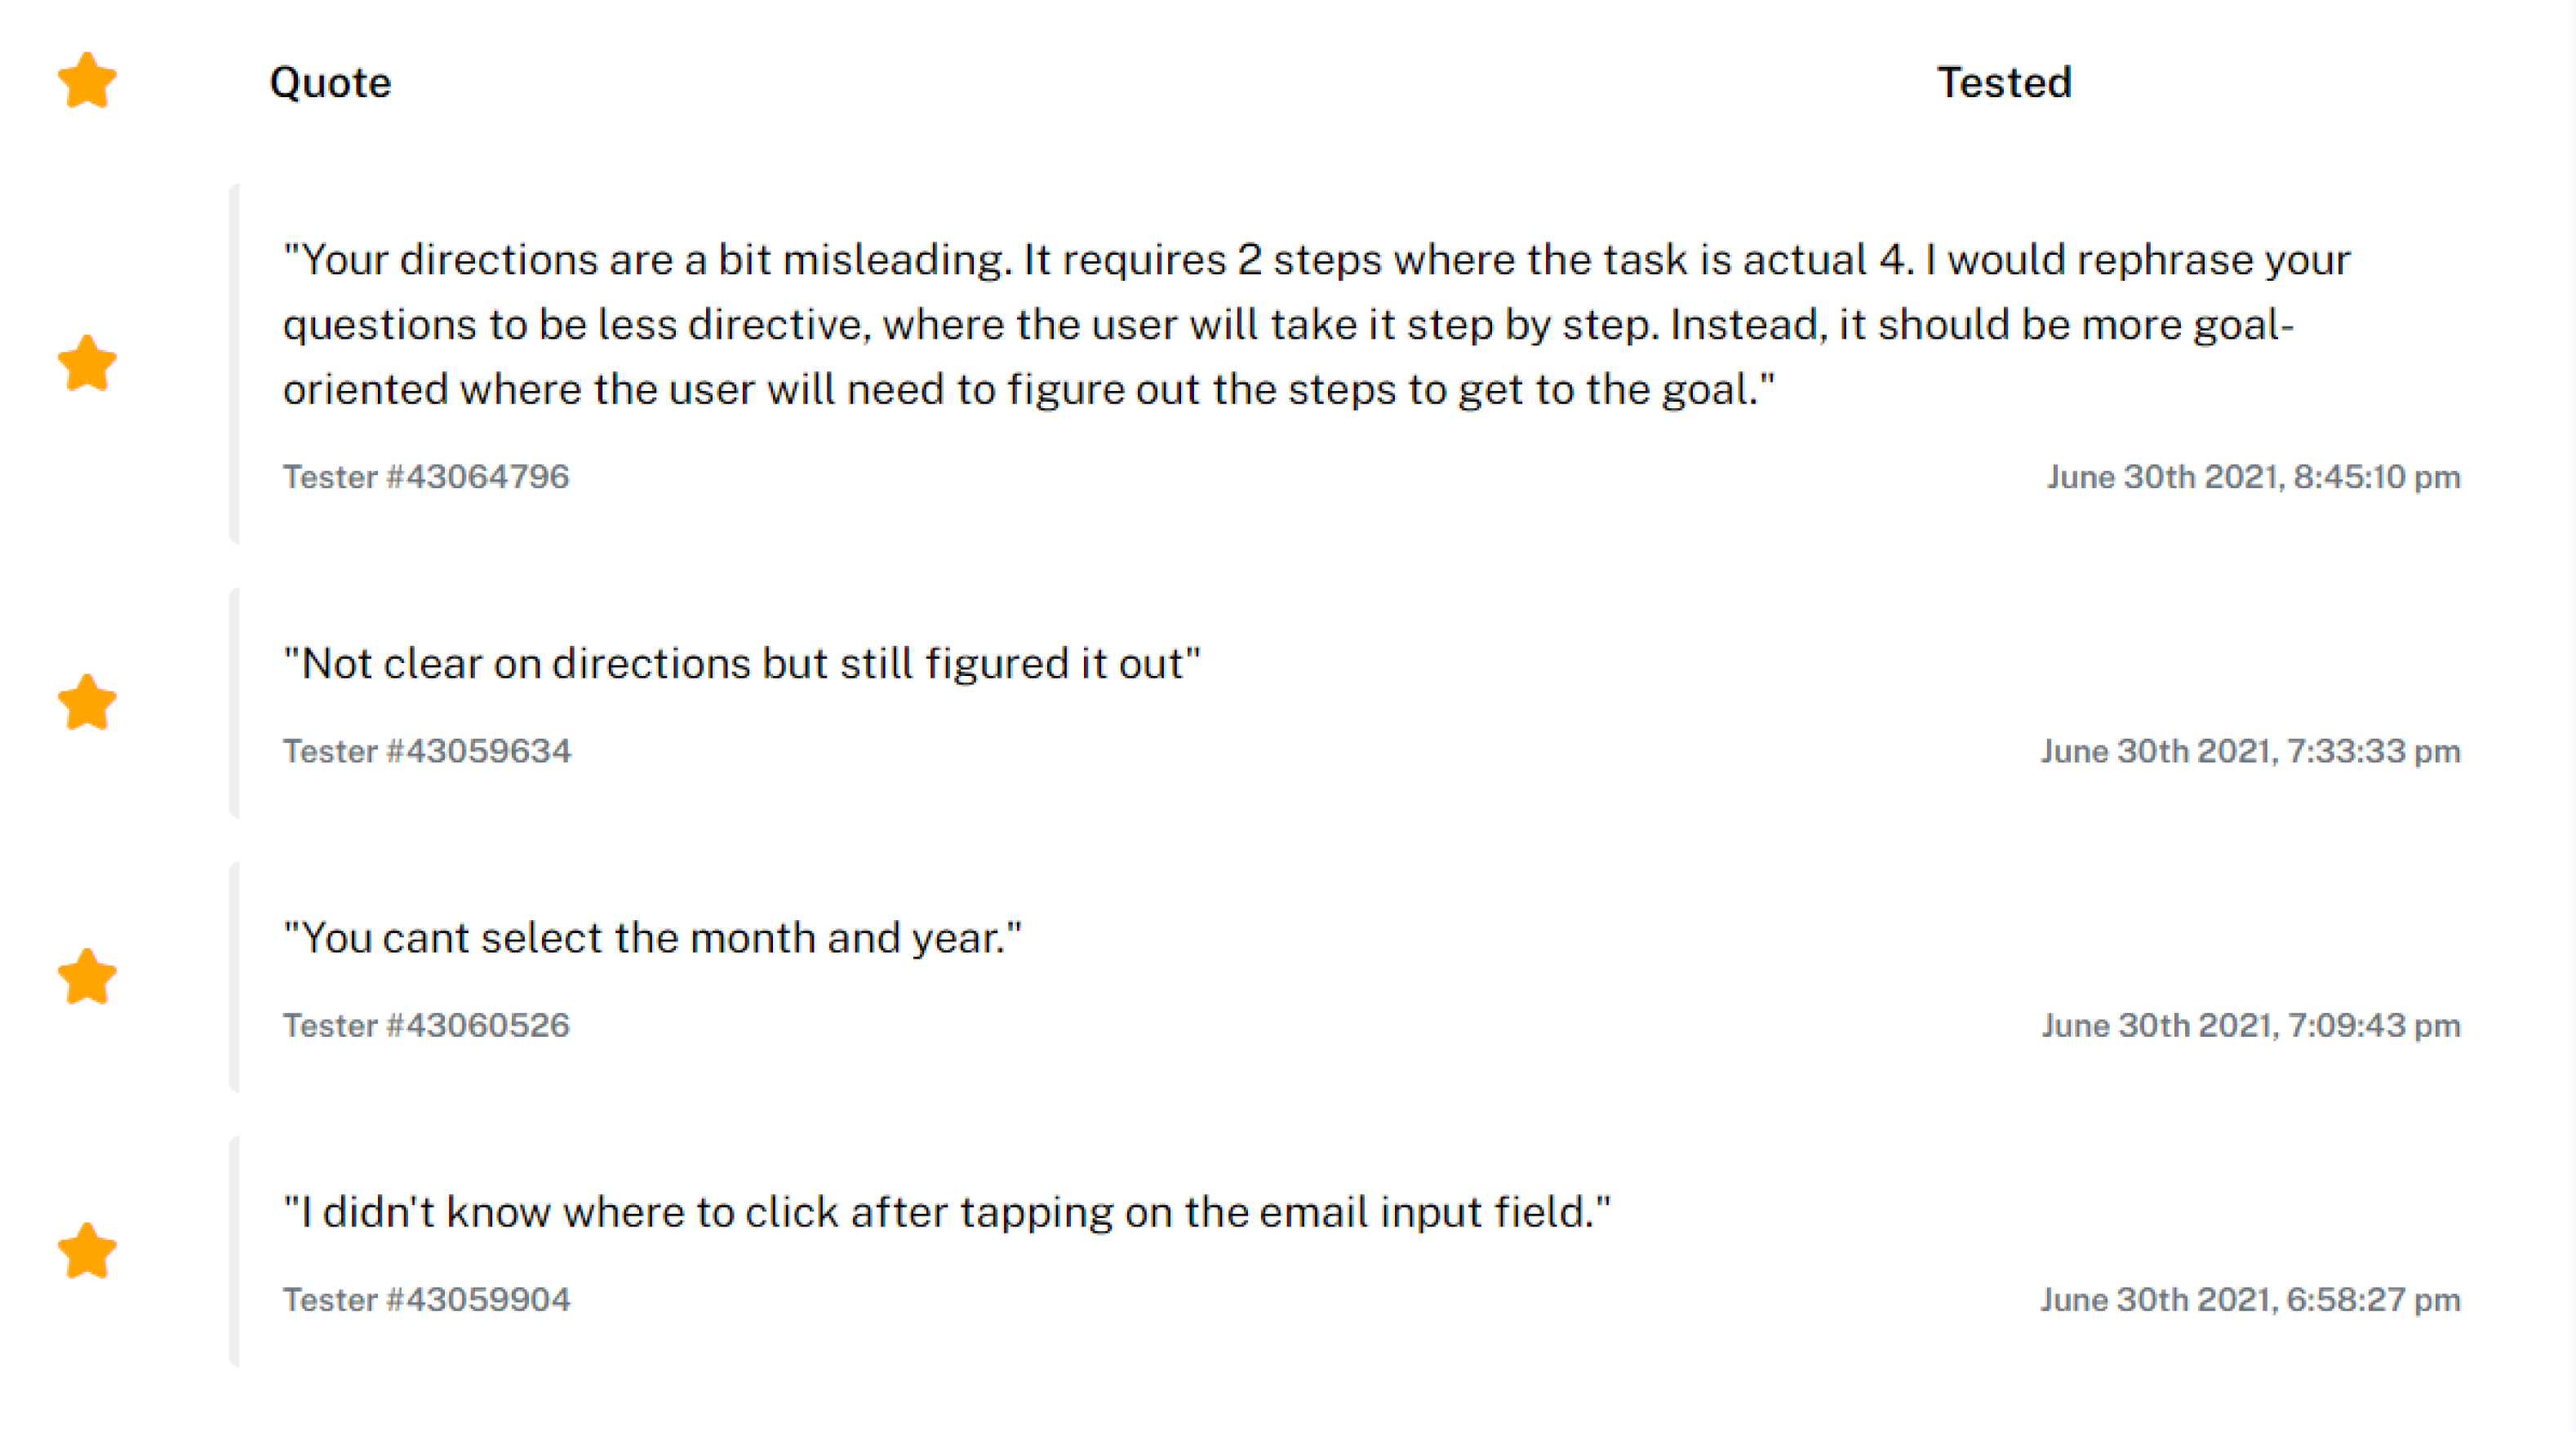 Quote Tested
"Your directions are a bit misleading. It requires 2 steps where the task is actual 4. I would rephrase your
questions to be less directive, where the user will take it step by step. Instead, it should be more goal-
oriented where the user will need to figure out the steps to get to the goal."
Tester #43064796 June 30th 2021, 8:45:10 pm
"Not clear on directions but still figured it out"
Tester #43059634 June 30th 2021, 7:33:33 pm
"You cant select the month and year."
Tester #43060526 June 30th 2021, 7:09:43 pm
"I didn't know where to click after tapping on the email input field."
Tester #43059904 June 30th 2021, 6:58:27 pm